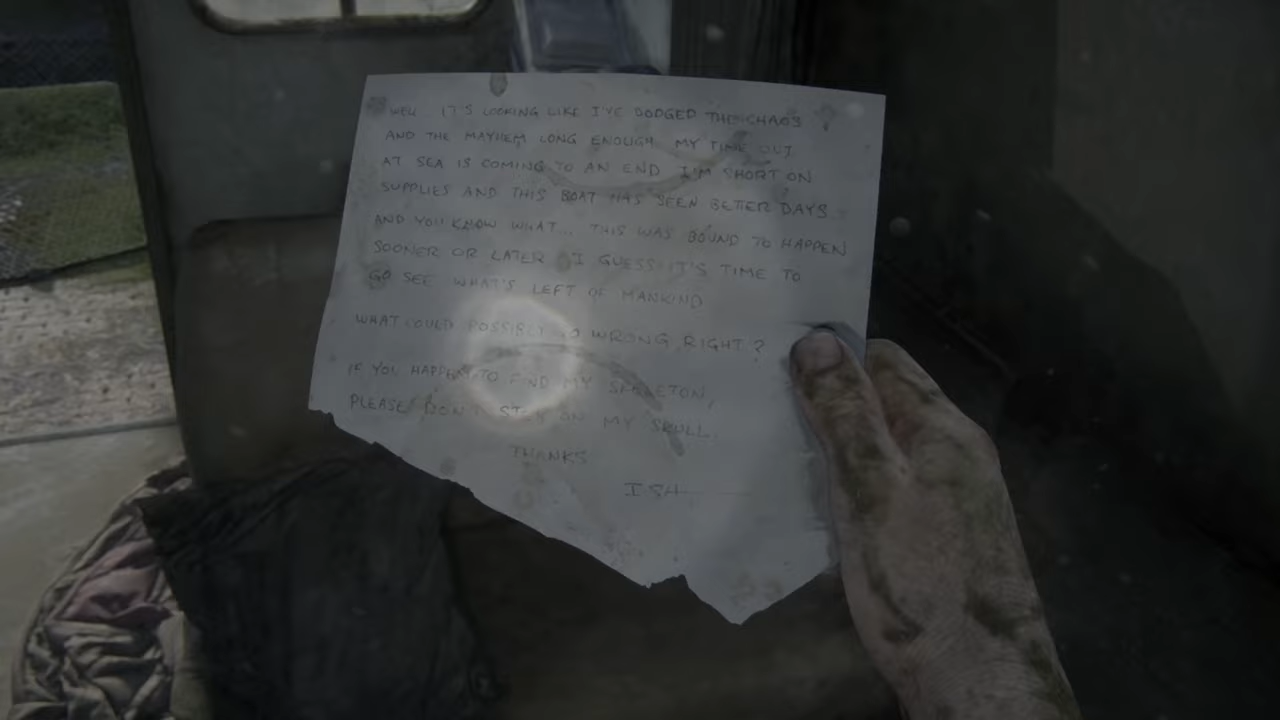 WELL IT'S LOOKING LIKE I'VE DODGED THE CHAOS
AND THE MAYHEM LONG ENOUGH. MY TIME OUT
AT SEA IS COMING TO AN END I'M SHORT ON
SUPPLIES AND THIS BOAT HAS SEEN BETTER DAYS.
AND YOU KNOW WHAT... THIS WAS BOUND TO HAPPEN
SOONER OR LATER. I GUESS IT'S TIME TO
GO SEE WHAT'S LEFT OF MANKIND
WHAT COULD POSSIBLY GO WRONG, RIGHT?
IF YOU HAPPEN TO FIND MY SKELETON,
PLEASE DON'T STEP ON MY SKULL.
THANKS
ISH